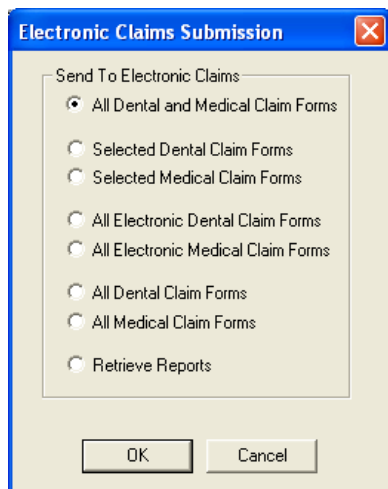 Electronic Claims Submission
Send To Electronic Claims
All Dental and Medical Claim Forms
Selected Dental Claim Forms
Selected Medical Claim Forms
All Electronic Dental Claim Forms
All Electronic Medical Claim Forms
All Dental Claim Forms
All Medical Claim Forms
Retrieve Reports
OK Cancel